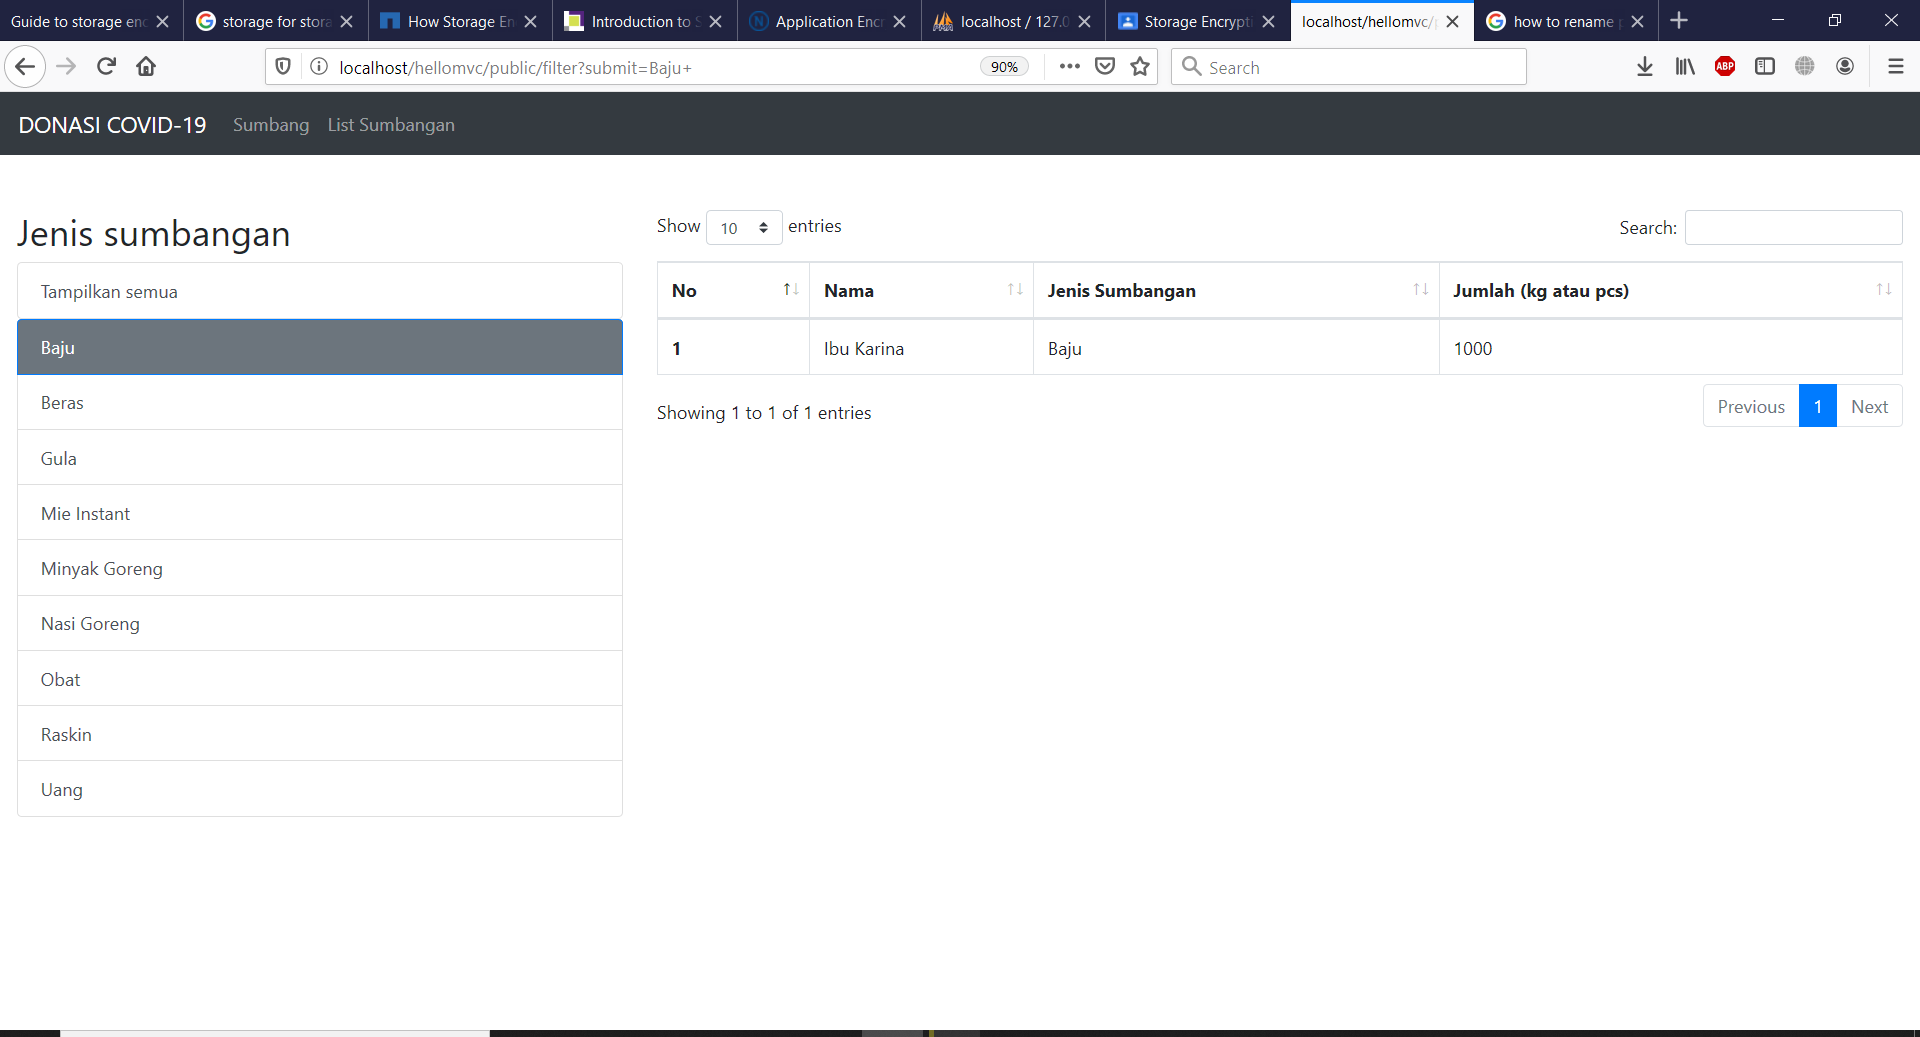 Guide to storage enc
storage for stora
How Storage En
Introduction to S
Application Encr
localhost / 127.0
Storage Encrypti
localhost/hellomvc/p
how to rename p
localhost/hellomvc/public/filter?submit=Baju+
90%
Search
ABP
DONASI COVID-19 Sumbang List Sumbangan
Jenis sumbangan
Tampilkan semua
Baju
Beras
Gula
Mie Instant
Minyak Goreng
Nasi Goreng
Obat
Raskin
Uang
Show 10 entries
Search:
No Nama Jenis Sumbangan Jumlah (kg atau pcs)
1 Ibu Karina Baju 1000
Showing 1 to 1 of 1 entries
Previous 1 Next